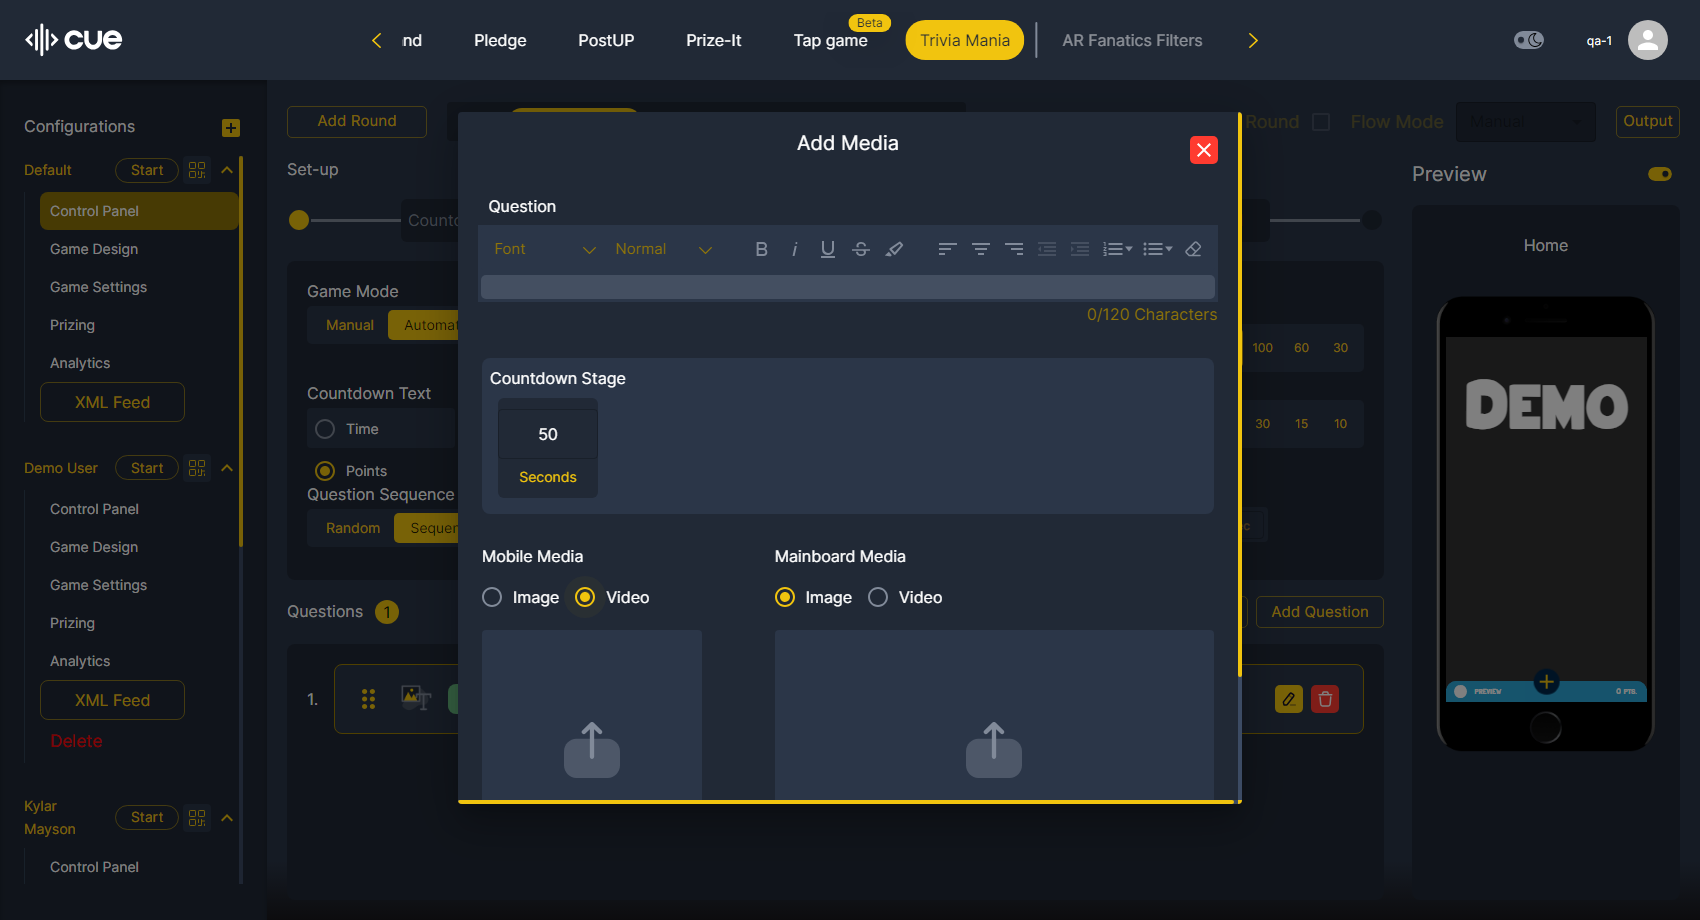 cue
nd
Pledge
PostUP
Prize-It
Tap game
Beta
Trivia Mania
AR Fanatics Filters
qa-1
Configurations
Default
Start
Control Panel
Game Design
Game Settings
Prizing
Analytics
XML Feed
Demo User
Start
Control Panel
Game Design
Game Settings
Prizing
Analytics
XML Feed
Delete
Kylar
Mayson
Start
Control Panel
Add Round
Round
Flow Mode
Manual
Output
Set-up
Countd
Game Mode
Manual
Automat
Countdown Text
Time
Points
Question Sequence
Random
Sequen
100 60 30
30 15 10
Questions 1
Add Question
1.
Add Media
Question
Font
Normal
B i U S
0/120 Characters
Countdown Stage
50
Seconds
Mobile Media
Image
Video
Mainboard Media
Image
Video
Preview
Home
DEMO
PREVIEW
0 PTS.